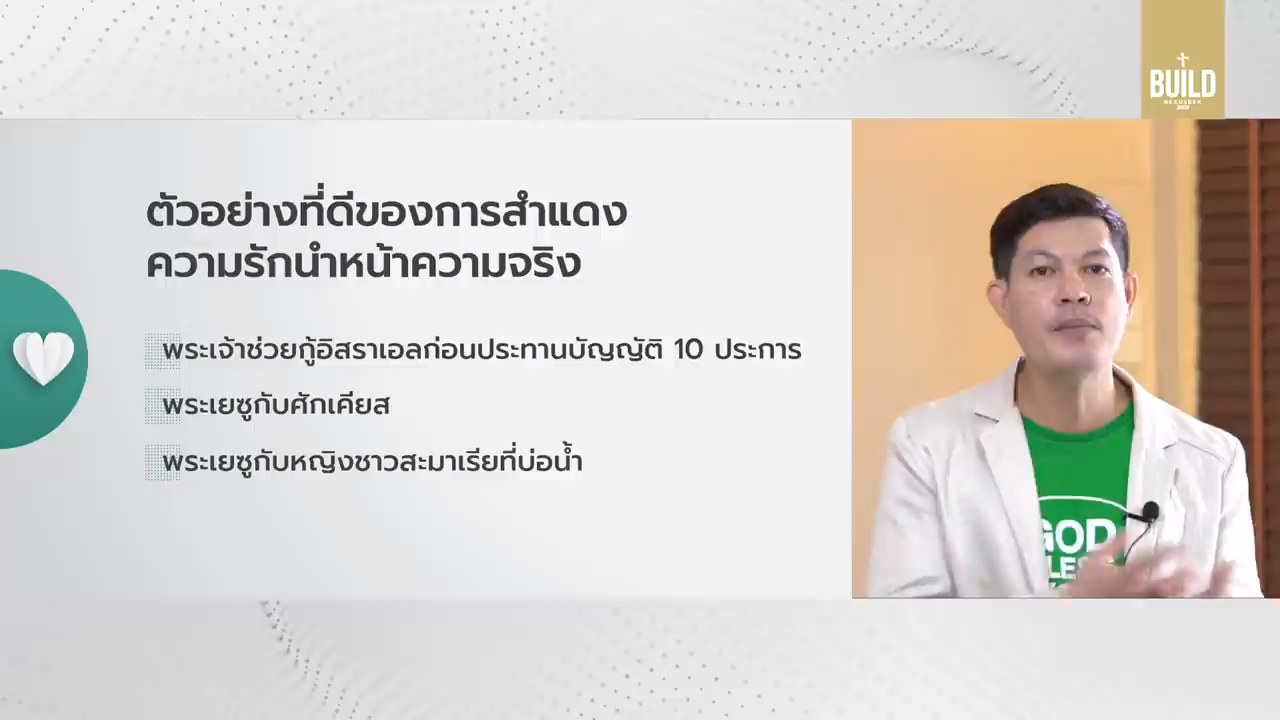 BUILD
NEXUSBKK
ตัวอย่างที่ดีของการสำแดง
ความรักนำหน้าความจริง
พระเจ้าช่วยกู้อิสราเอลก่อนประทานบัญญัติ 10 ประการ
พระเยซูกับศักเคียส
พระเยซูกับหญิงชาวสะมาเรียที่บ่อน้ำ
GOD